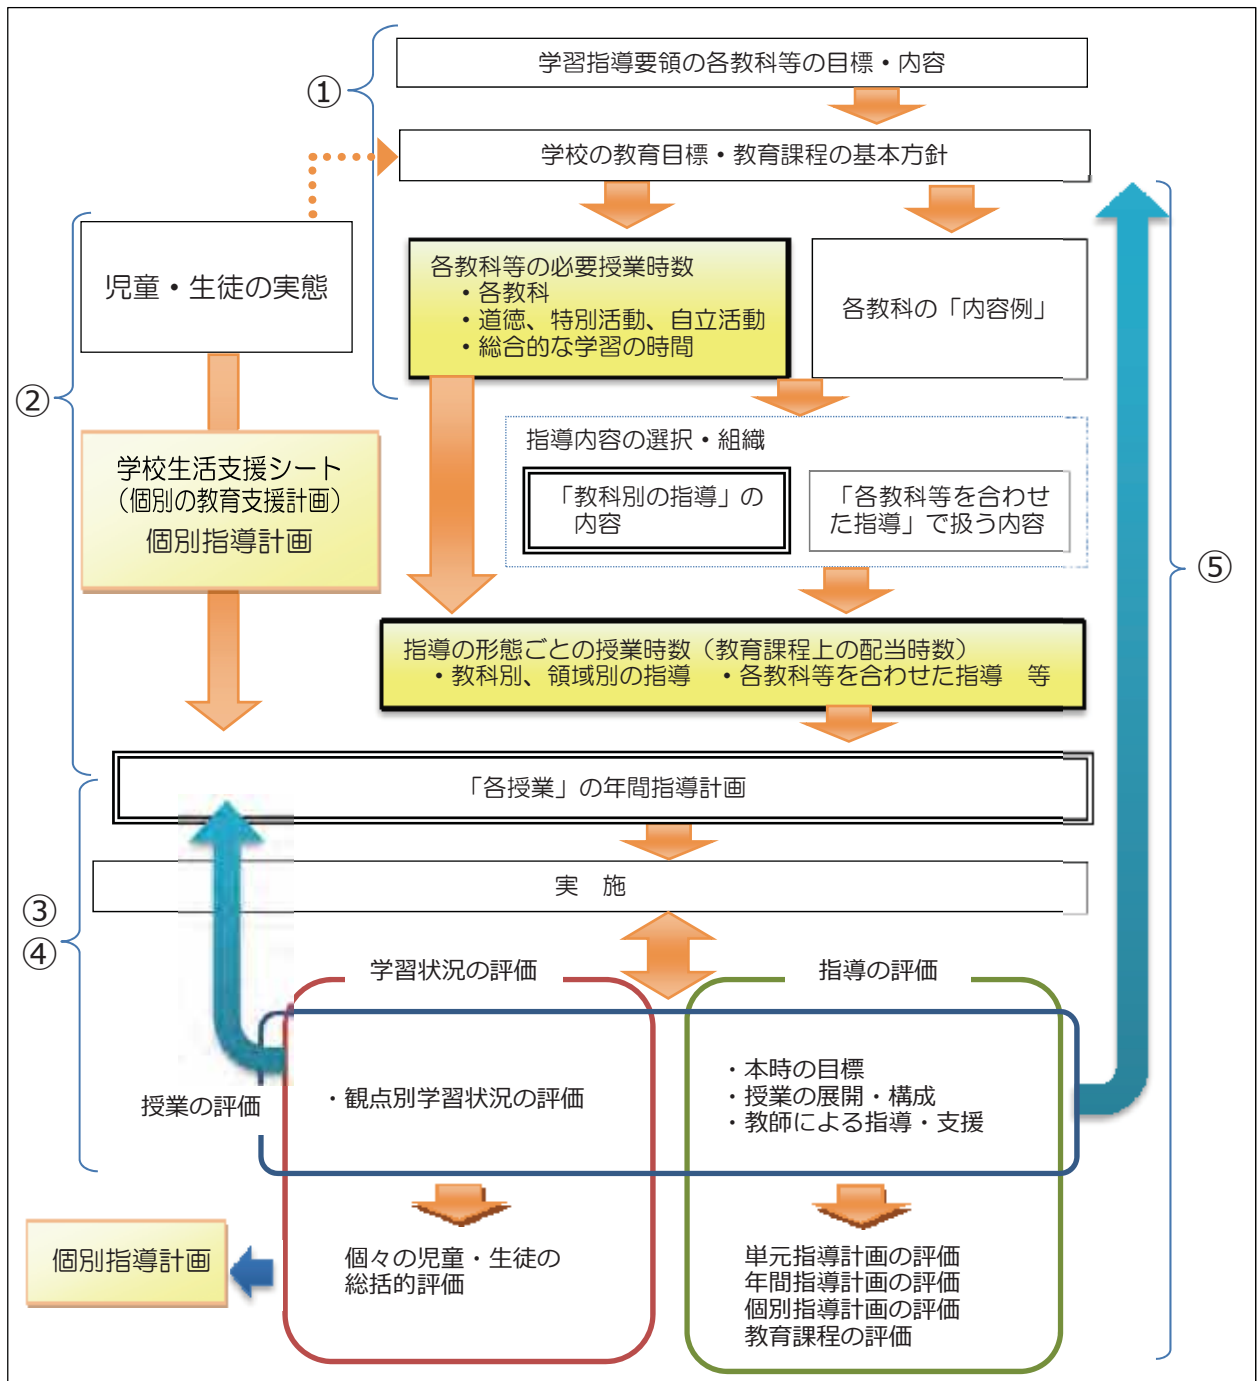 ①
学習指導要領の各教科等の目標・内容
学校の教育目標・教育課程の基本方針
②
児童・生徒の実態
各教科等の必要授業時数
・各教科
・道徳、特別活動、自立活動
・総合的な学習の時間
各教科の「内容例」
学校生活支援シート
（個別の教育支援計画）
個別指導計画
指導内容の選択・組織
「教科別の指導」の
内容
「各教科等を合わせ
た指導」で扱う内容
⑤
指導の形態ごとの授業時数（教育課程上の配当時数）
・教科別、領域別の指導　・各教科等を合わせた指導　等
「各授業」の年間指導計画
実　施
③
④
学習状況の評価
指導の評価
授業の評価
・観点別学習状況の評価
・本時の目標
・授業の展開・構成
・教師による指導・支援
個別指導計画
個々の児童・生徒の
総括的評価
単元指導計画の評価
年間指導計画の評価
個別指導計画の評価
教育課程の評価